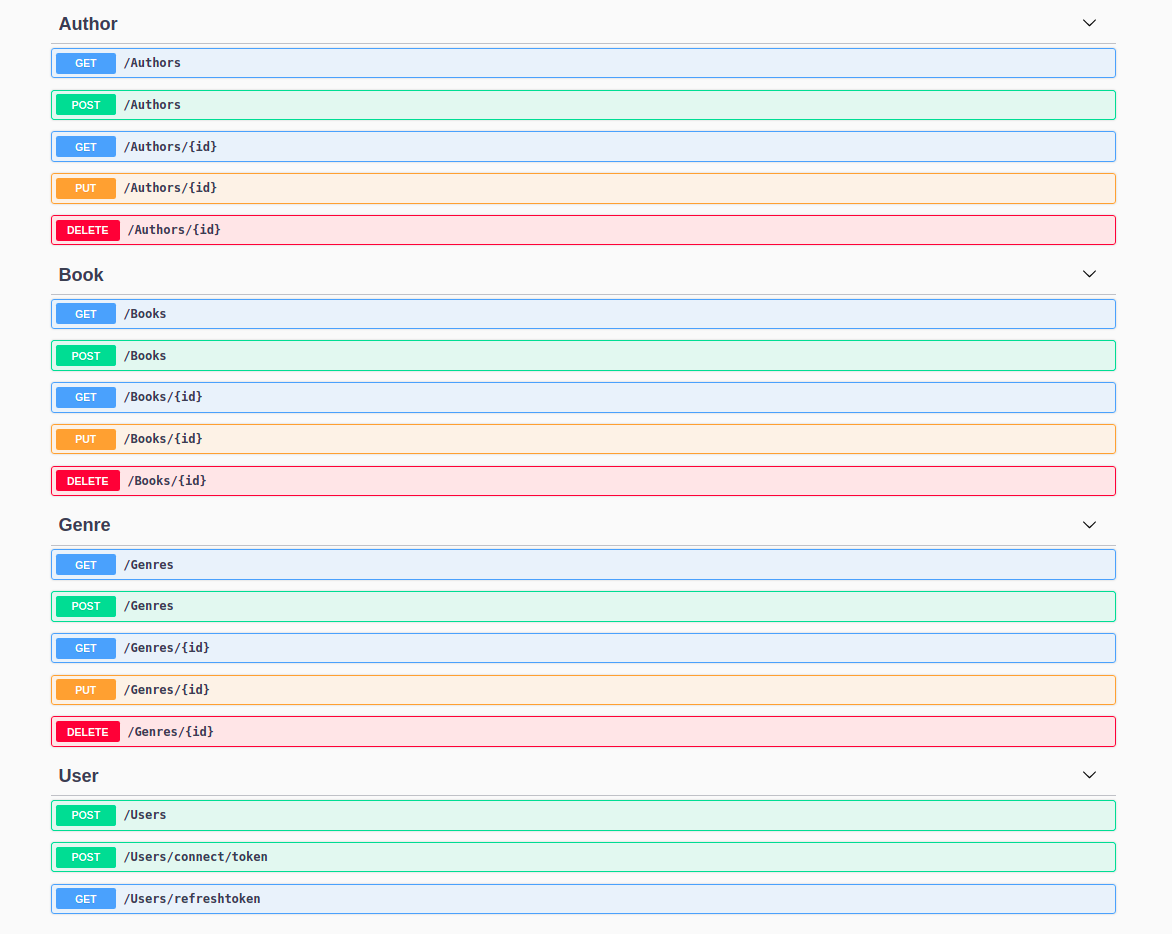 Author
GET /Authors
POST /Authors
GET /Authors/{id}
PUT /Authors/{id}
DELETE /Authors/{id}
Book
GET /Books
POST /Books
GET /Books/{id}
PUT /Books/{id}
DELETE /Books/{id}
Genre
GET /Genres
POST /Genres
GET /Genres/{id}
PUT /Genres/{id}
DELETE /Genres/{id}
User
POST /Users
POST /Users/connect/token
GET /Users/refreshtoken